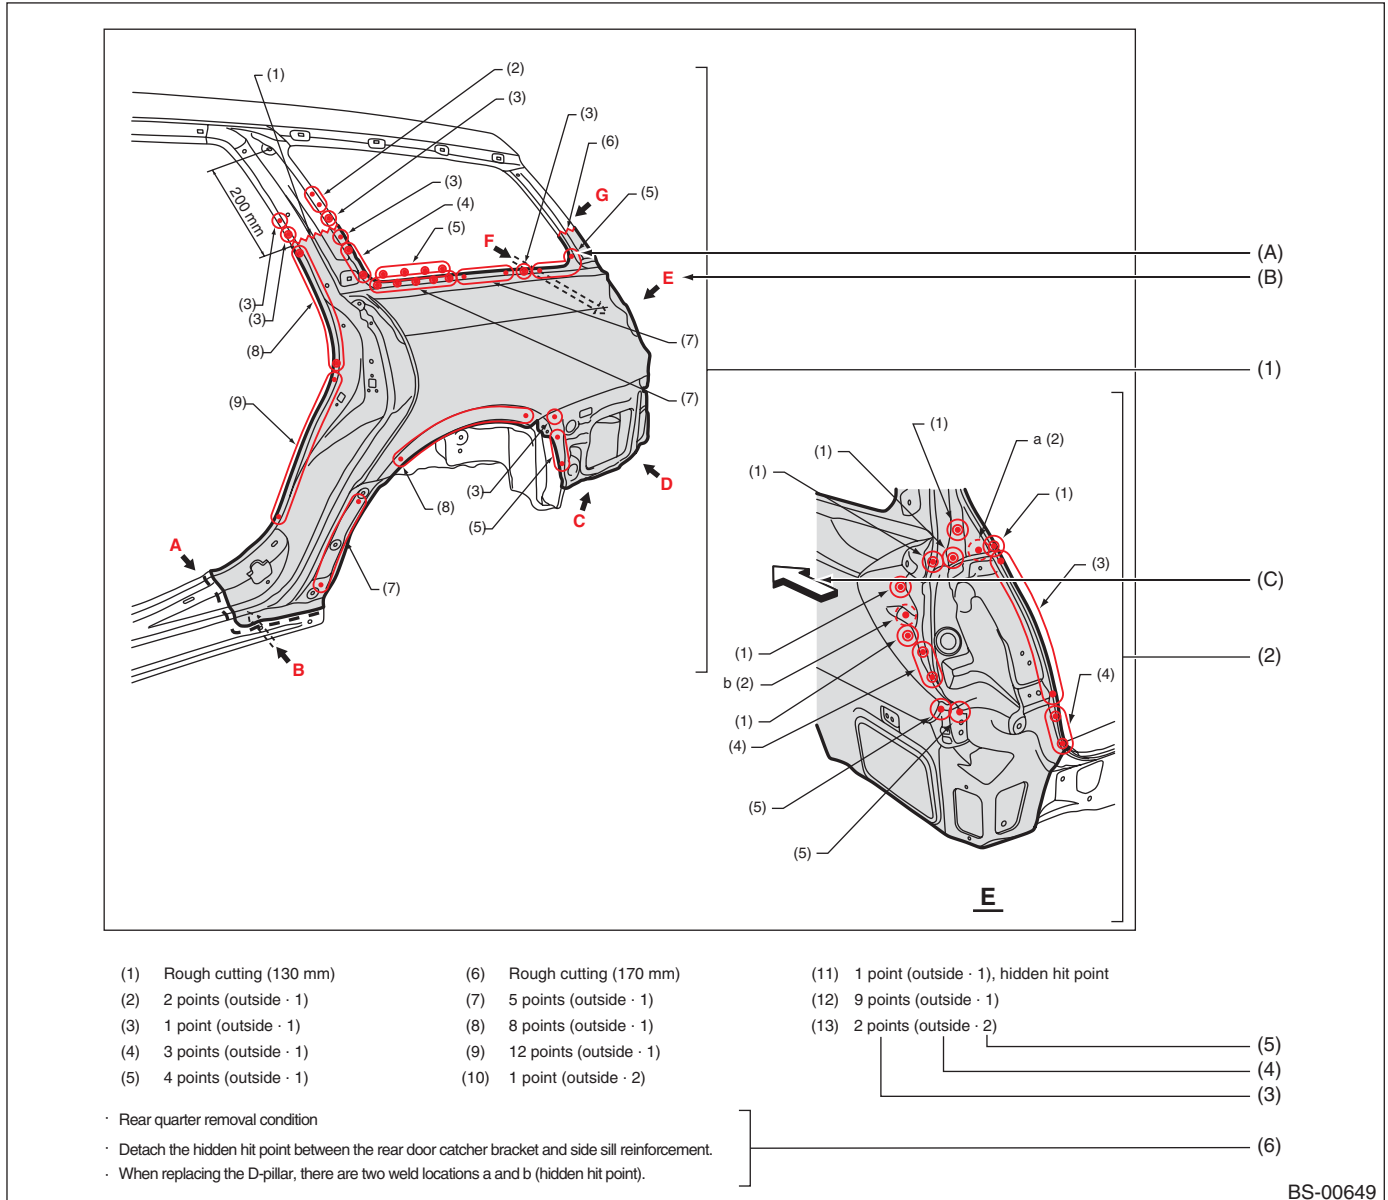 (1)
(2)
(3)
(3)
(6)
(3)
(5)
(4)
(5)
200 mm
G
F
E
(A)
(B)
(3)
(3)
(8)
(9)
(7)
(7)
(1)
(3)
(8)
(5)
C
D
A
B
(7)
(1)
(1)
(1)
a (2)
(1)
(3)
(C)
(1)
b (2)
(1)
(4)
(4)
(2)
(5)
(5)
E
(1) Rough cutting (130 mm)
(2) 2 points (outside · 1)
(3) 1 point (outside · 1)
(4) 3 points (outside · 1)
(5) 4 points (outside · 1)
(6) Rough cutting (170 mm)
(7) 5 points (outside · 1)
(8) 8 points (outside · 1)
(9) 12 points (outside · 1)
(10) 1 point (outside · 2)
(11) 1 point (outside · 1), hidden hit point
(12) 9 points (outside · 1)
(13) 2 points (outside · 2)
(5)
(4)
(3)
· Rear quarter removal condition
· Detach the hidden hit point between the rear door catcher bracket and side sill reinforcement.
· When replacing the D-pillar, there are two weld locations a and b (hidden hit point).
(6)
BS-00649